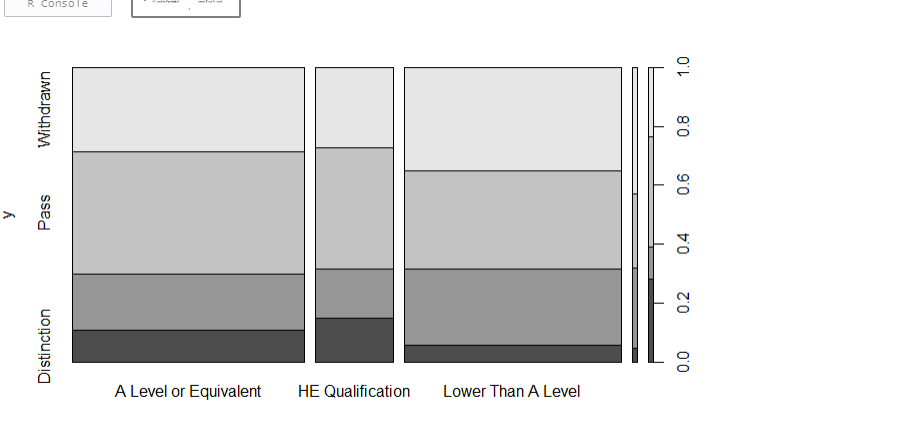 R Console
Withdrawn
Pass
Distinction
y
1.0
0.8
0.6
0.4
0.2
0.0
A Level or Equivalent
HE Qualification
Lower Than A Level